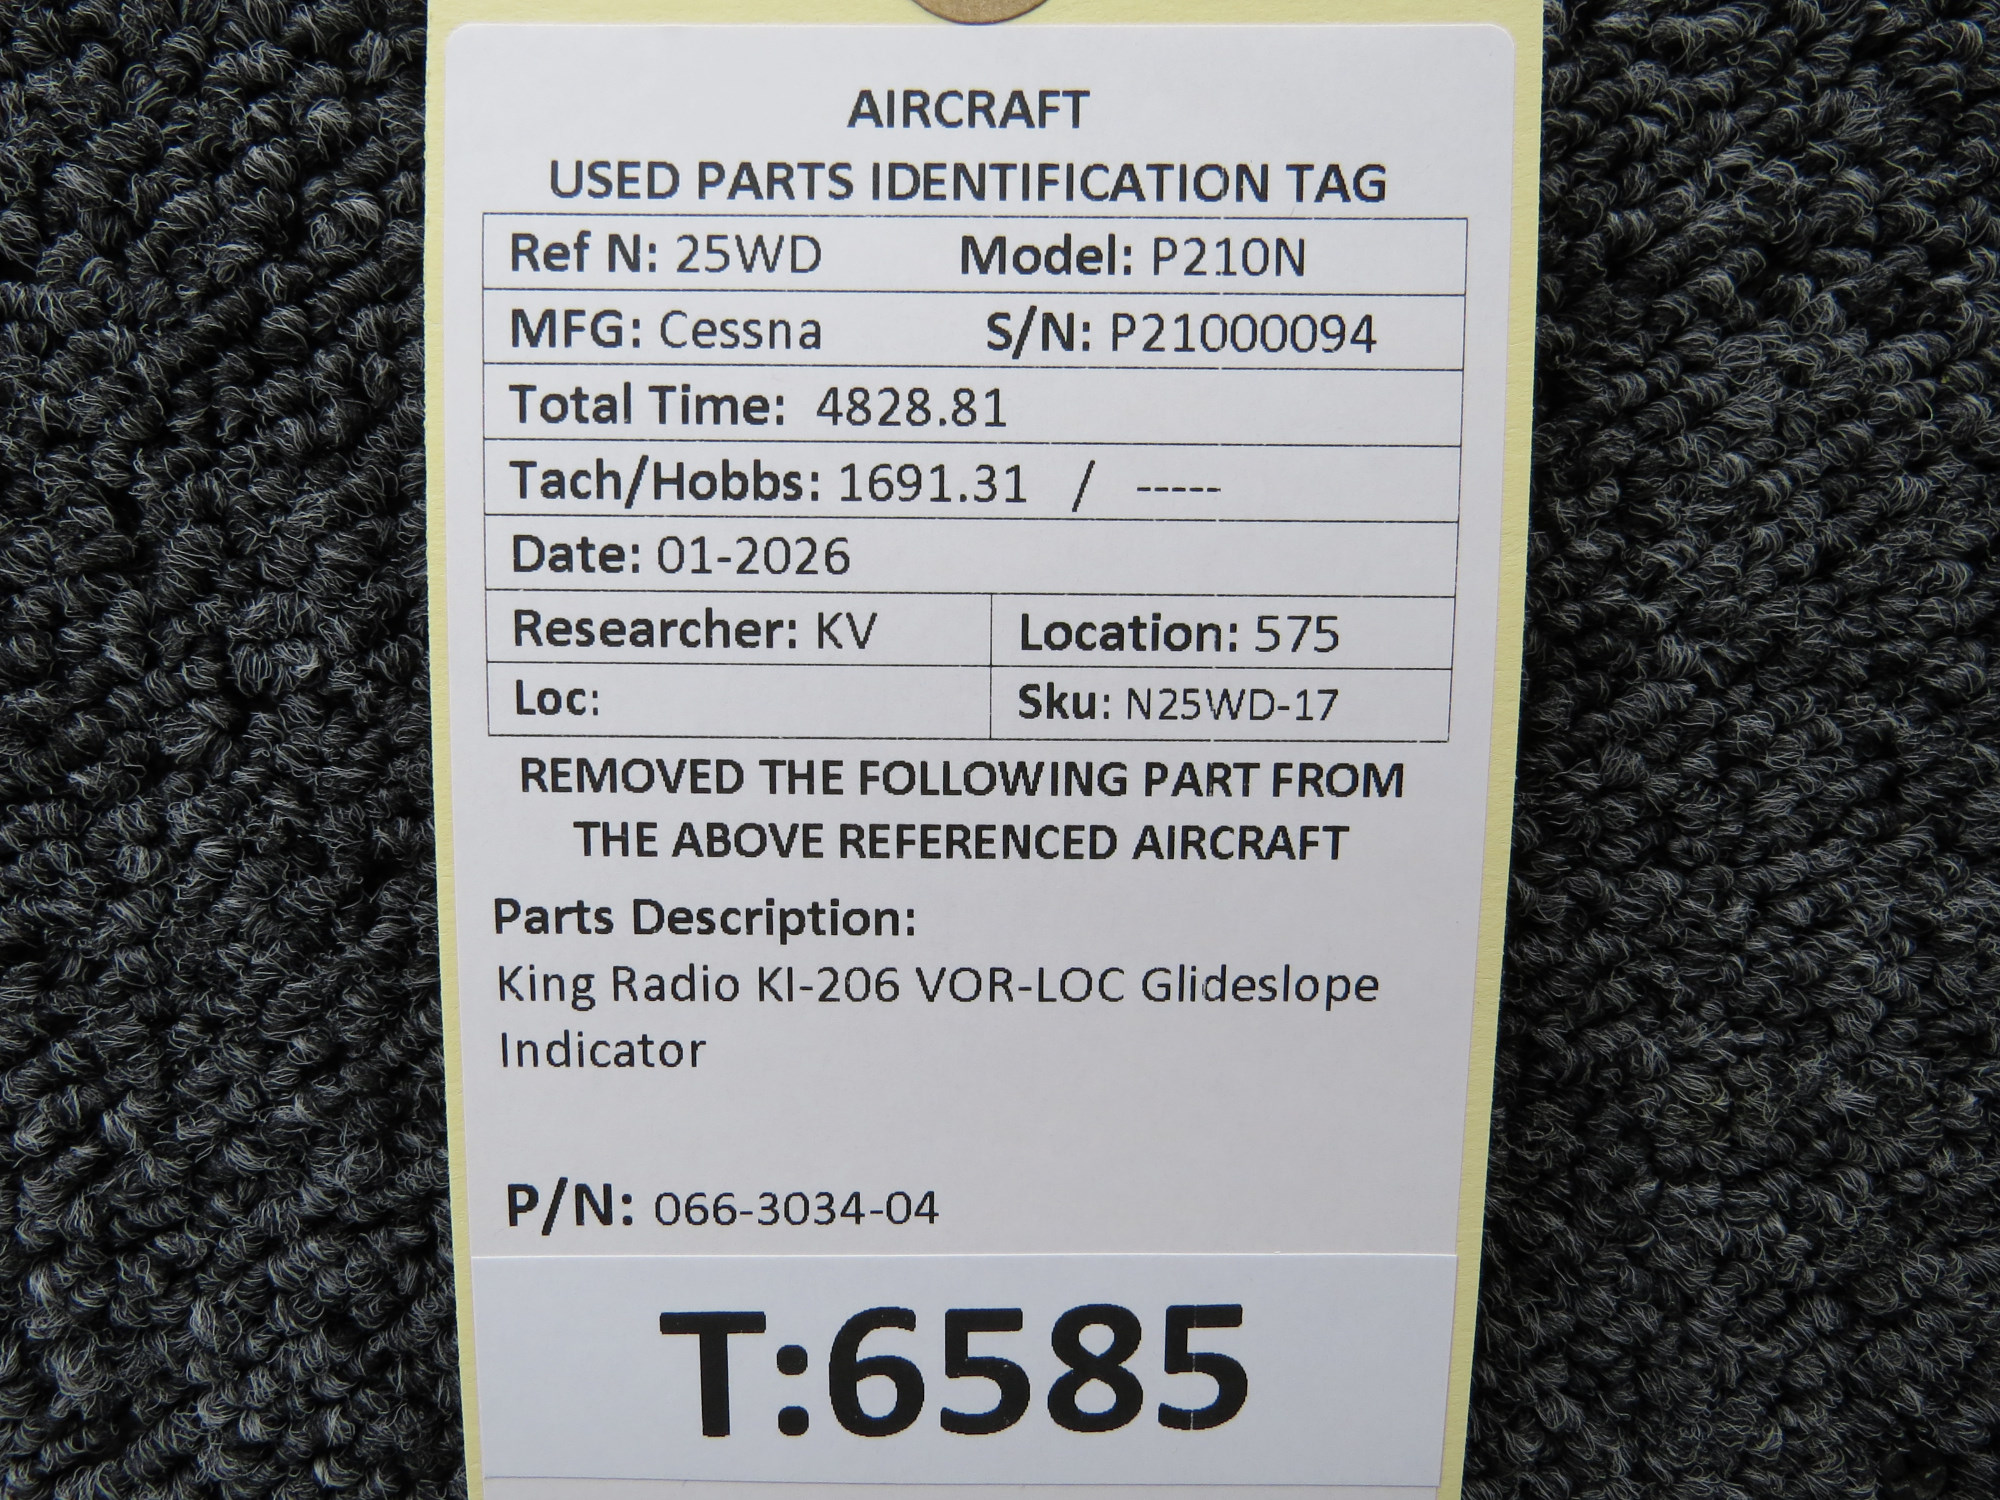 AIRCRAFT
USED PARTS IDENTIFICATION TAG
Ref N: 25WD Model: P210N
MFG: Cessna S/N: P21000094
Total Time: 4828.81
Tach/Hobbs: 1691.31 / -----
Date: 01-2026
Researcher: KV Location: 575
Loc: Sku: N25WD-17
REMOVED THE FOLLOWING PART FROM
THE ABOVE REFERENCED AIRCRAFT
Parts Description:
King Radio KI-206 VOR-LOC Glideslope
Indicator
P/N: 066-3034-04
T:6585